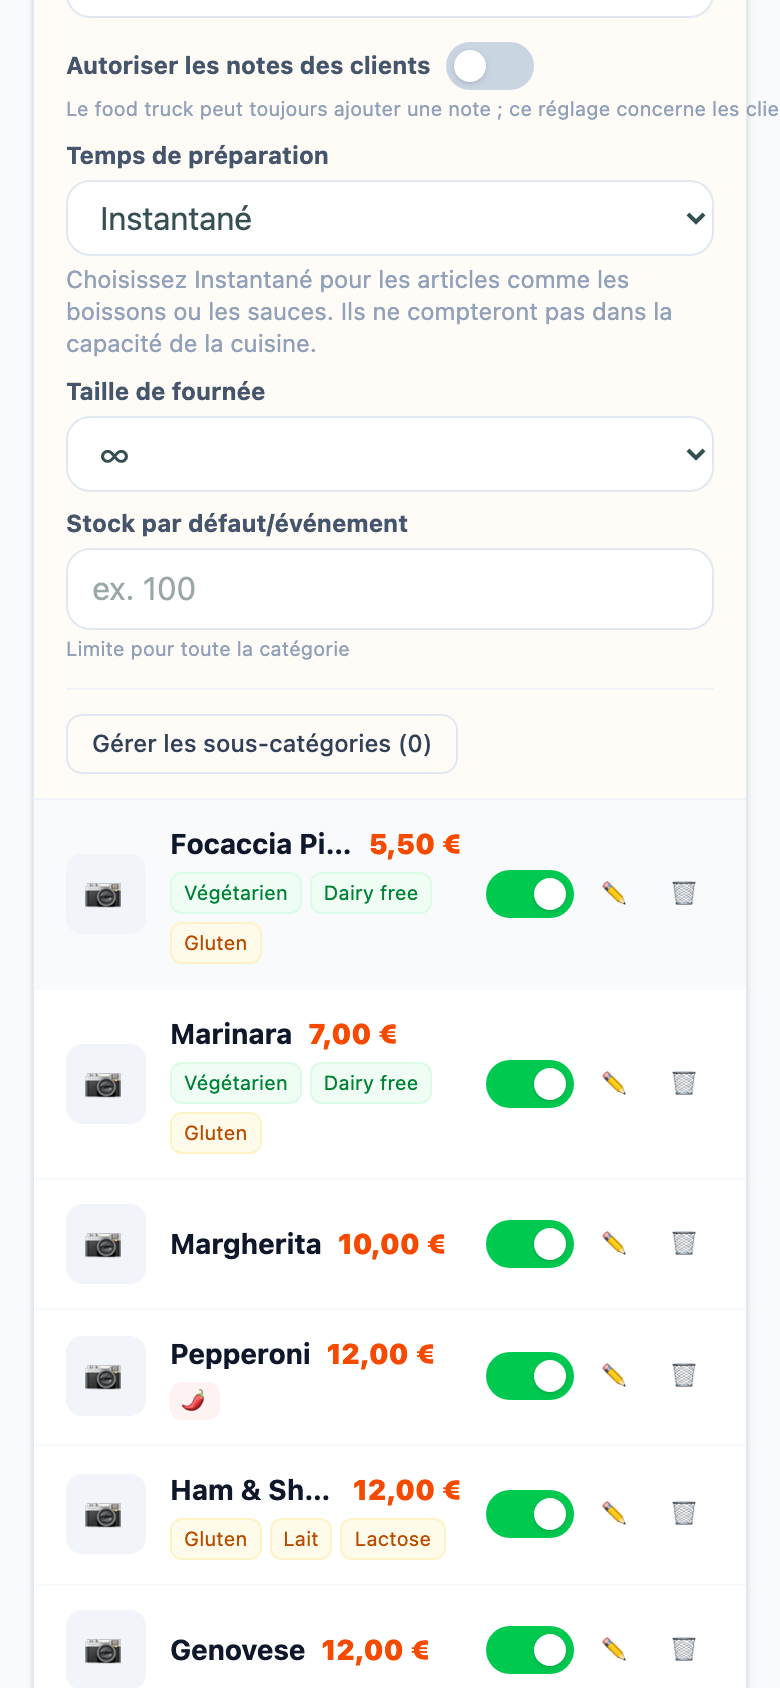 Autoriser les notes des clients
Le food truck peut toujours ajouter une note ; ce réglage concerne les clie
Temps de préparation
Instantané
Choisissez Instantané pour les articles comme les
boissons ou les sauces. Ils ne compteront pas dans la
capacité de la cuisine.
Taille de fournée
∞
Stock par défaut/événement
ex. 100
Limite pour toute la catégorie
Gérer les sous-catégories (0)
Focaccia Pi... 5,50 €
Végétarien Dairy free
Gluten
Marinara 7,00 €
Végétarien Dairy free
Gluten
Margherita 10,00 €
Pepperoni 12,00 €
Ham & Sh... 12,00 €
Gluten Lait Lactose
Genovese 12,00 €